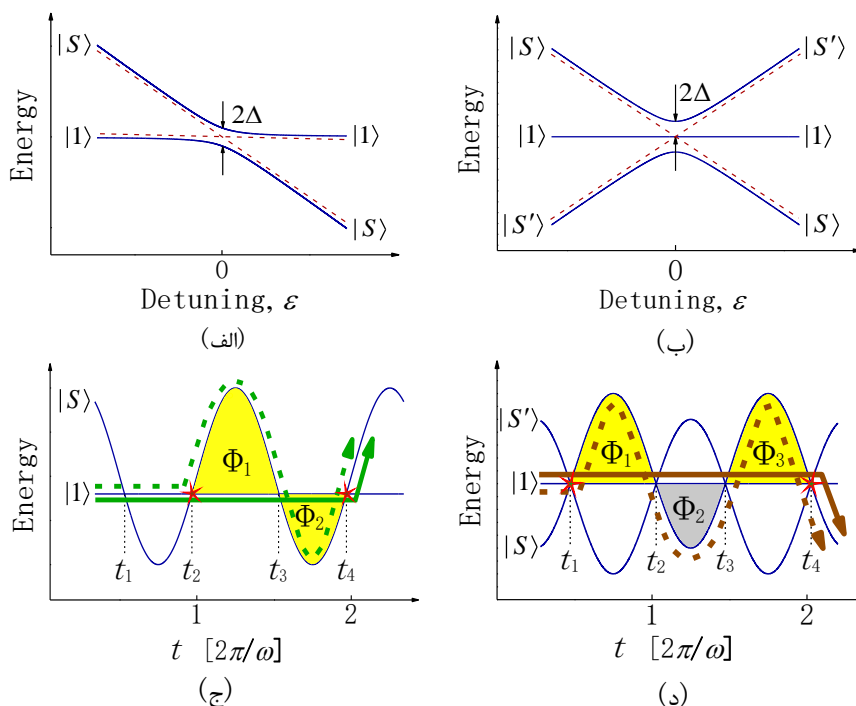 Energy
|S⟩
|1⟩
2Δ
|1⟩
|S⟩
0
Detuning, ε
(الف)
Energy
|S⟩
|1⟩
|S′⟩
2Δ
|S′⟩
|1⟩
|S⟩
0
Detuning, ε
(ب)
Energy
|S⟩
|1⟩
Φ1
Φ2
t1
t2
t3
t4
1
2
t [2π/ω]
(ج)
Energy
|S′⟩
|1⟩
|S⟩
Φ1
Φ2
Φ3
t1
t2
t3
t4
1
2
t [2π/ω]
(د)